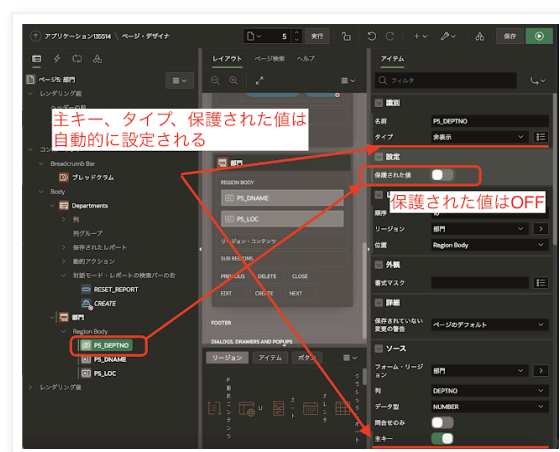 アプリケーション135514 \ ページ・デザイナ
5
実行
保存
ページ5: 部門
レンダリング前
ヘッダーの前
主キー、タイプ、保護された値は
自動的に設定される
Breadcrumb Bar
ブレッドクラム
Body
Departments
列
列グループ
保存されたレポート
動的アクション
対話モード・レポートの検索バーの右
RESET_REPORT
CREATE
部門
Region Body
P5_DEPTNO
P5_DNAME
P5_LOC
レンダリング後
レイアウト
ページ検索
ヘルプ
部門
REGION BODY
P5_DNAME
P5_LOC
リージョン・コンテンツ
SUB REGIONS
PREVIOUS
DELETE
CLOSE
EDIT
CREATE
NEXT
FOOTER
DIALOGS, DRAWERS AND POPUPS
リージョン
アイテム
ボタン
アイテム
フィルタ
識別
名前
P5_DEPTNO
タイプ
非表示
設定
保護された値
保護された値はOFF
順序
10
リージョン
部門
位置
Region Body
外観
書式マスク
詳細
保存されていない
変更の警告
ページのデフォルト
ソース
フォーム・リージ
ョン
部門
列
DEPTNO
データ型
NUMBER
問合せのみ
主キー